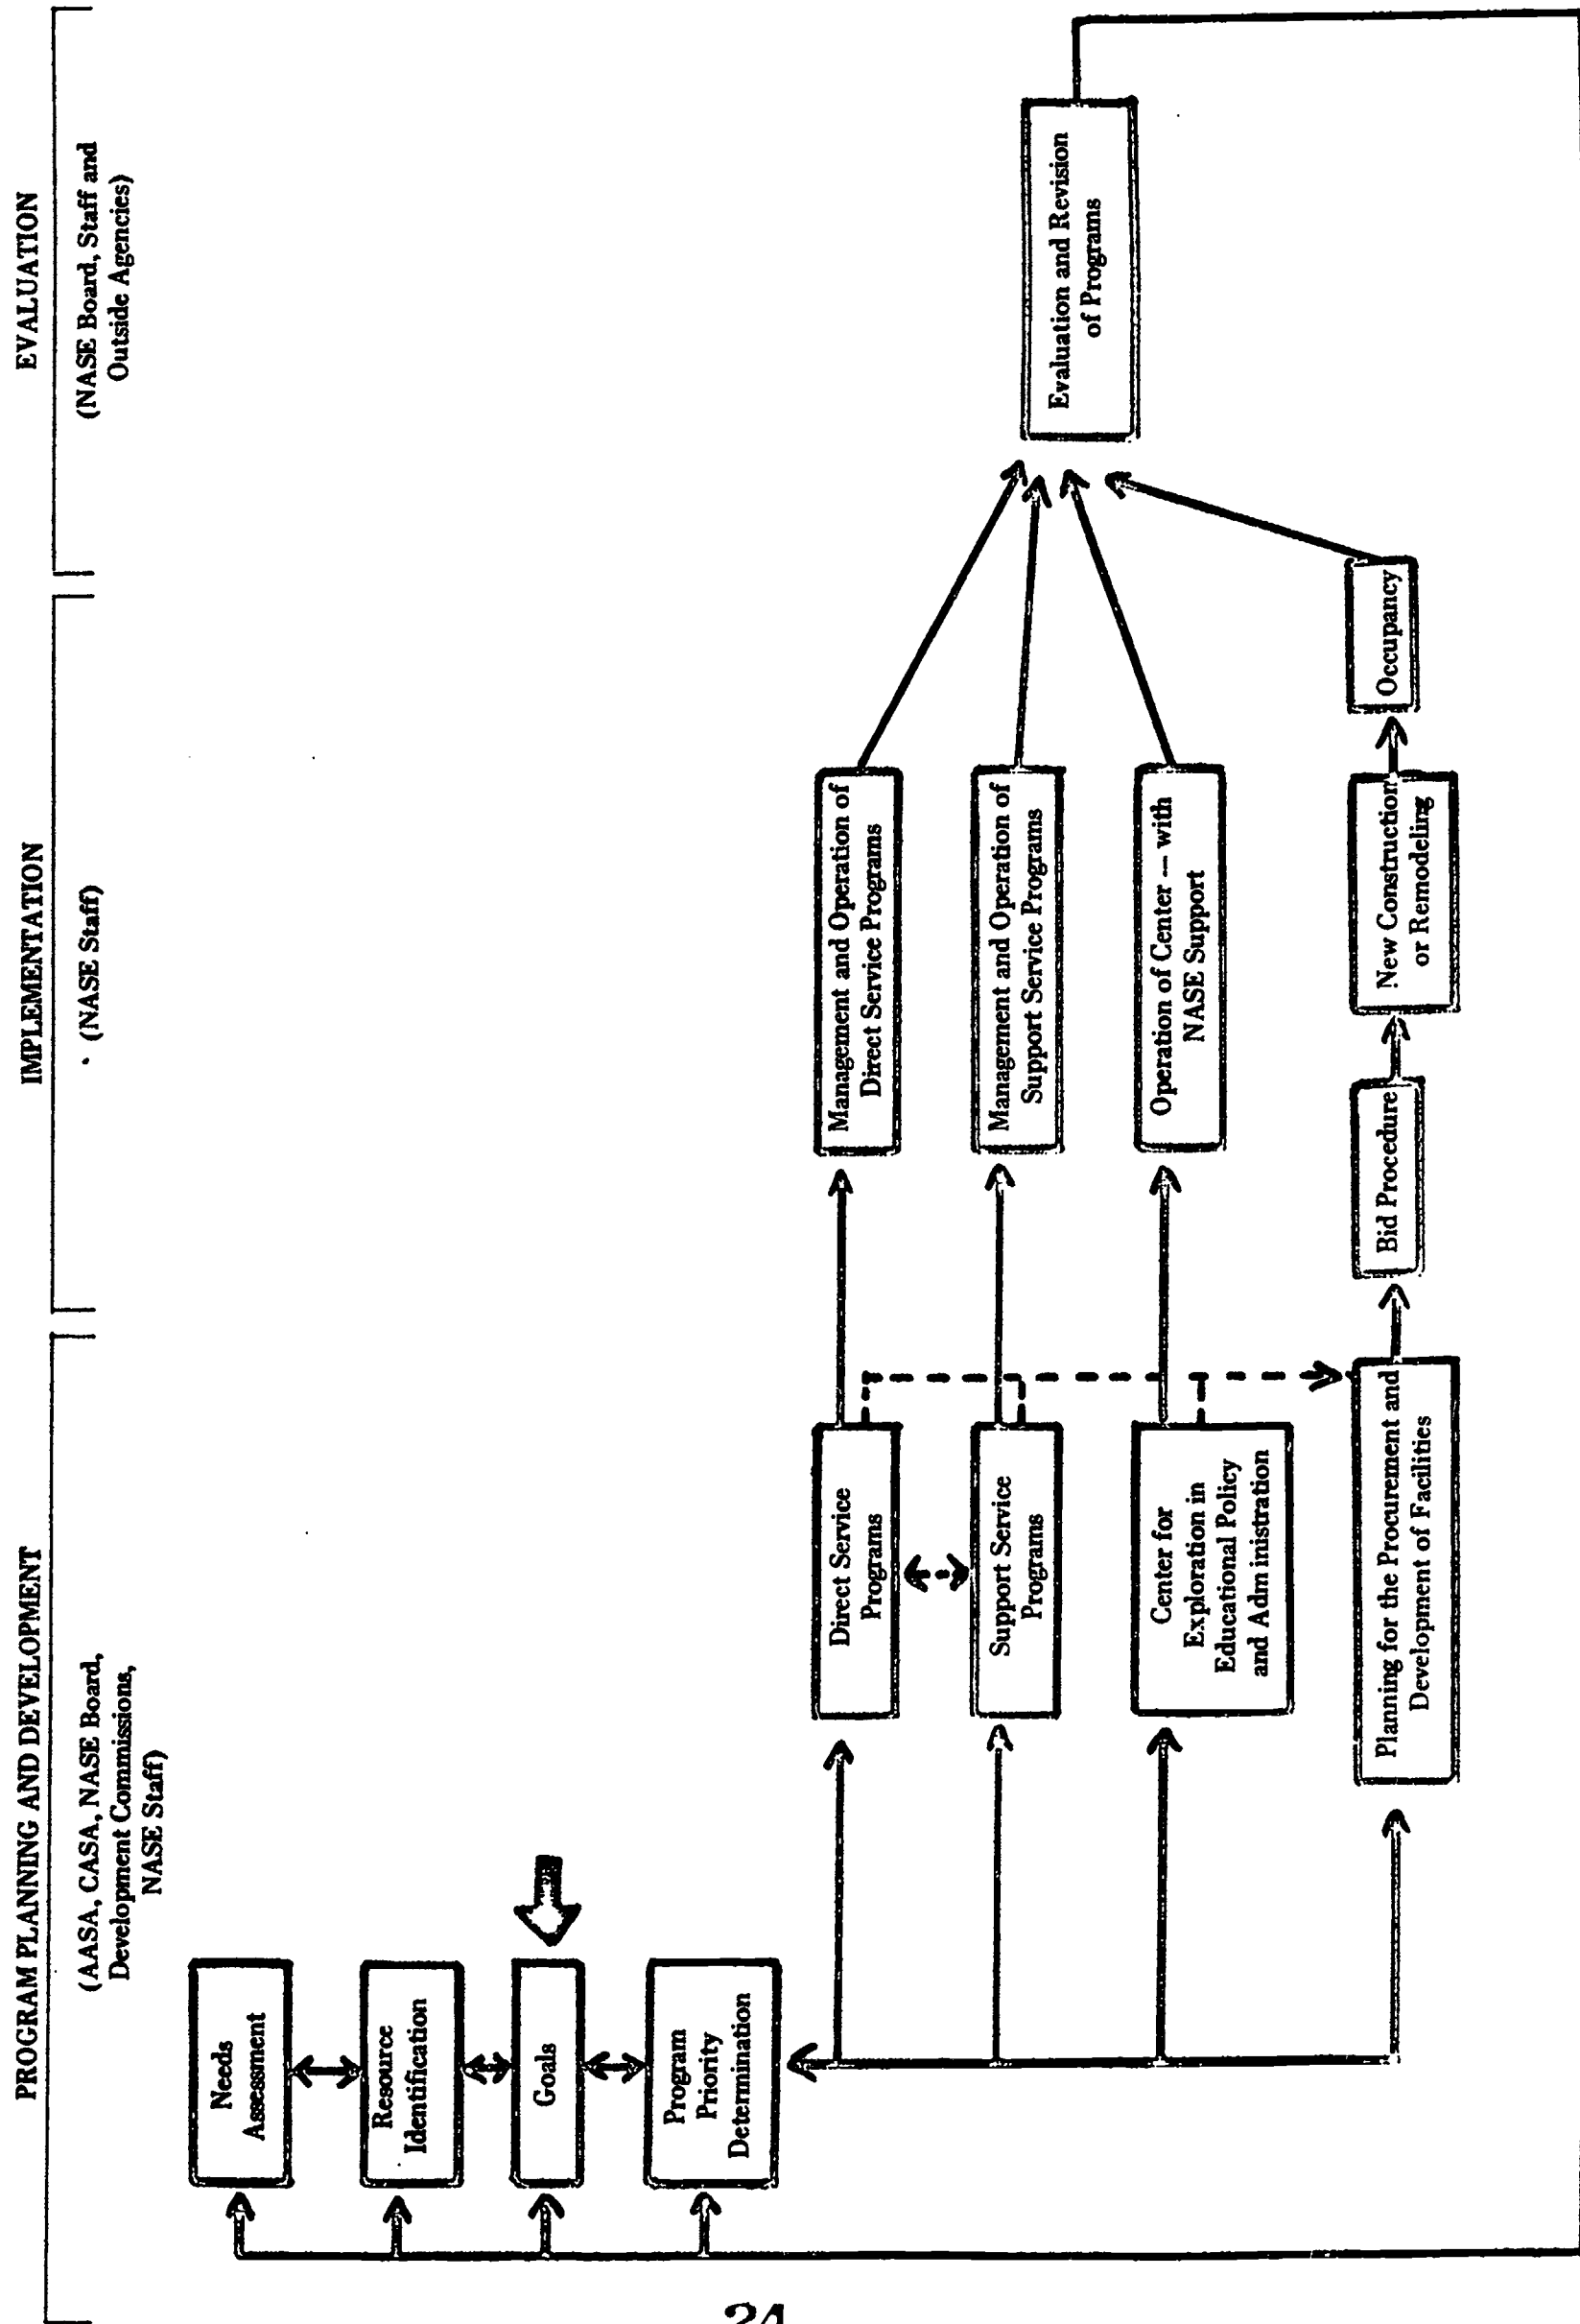 PROGRAM PLANNING AND DEVELOPMENT
(AASA, CASA, NASE Board,
Development Commissions,
NASE Staff)
IMPLEMENTATION
(NASE Staff)
EVALUATION
(NASE Board, Staff and
Outside Agencies)
Needs
Assessment
Resource
Identification
Goals
Program
Priority
Determination
Direct Service
Programs
Support Service
Programs
Center for
Exploration in
Educational Policy
and Administration
Planning for the Procurement and
Development of Facilities
Management and Operation of
Direct Service Programs
Management and Operation of
Support Service Programs
Operation of Center — with
NASE Support
Bid Procedure
New Construction
or Remodeling
Occupancy
Evaluation and Revision
of Programs
24